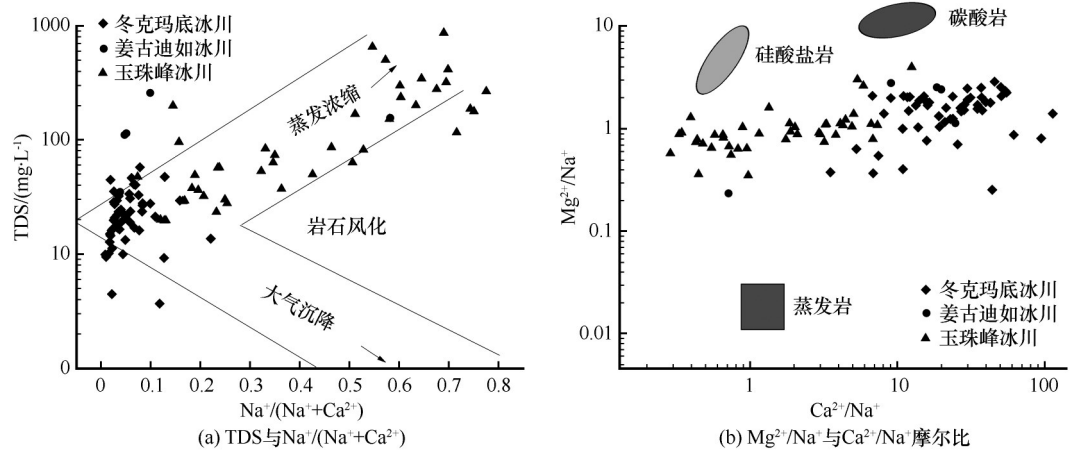 1000
100
10
0
TDS/(mg·L⁻¹)
冬克玛底冰川
姜古迪如冰川
玉珠峰冰川
蒸发浓缩
岩石风化
大气沉降
0 0.1 0.2 0.3 0.4 0.5 0.6 0.7 0.8
Na⁺/(Na⁺+Ca²⁺)
(a) TDS与Na⁺/(Na⁺+Ca²⁺)
10
1
0.1
0.01
Mg²⁺/Na⁺
硅酸盐岩
碳酸岩
蒸发岩
冬克玛底冰川
姜古迪如冰川
玉珠峰冰川
1 10 100
Ca²⁺/Na⁺
(b) Mg²⁺/Na⁺与Ca²⁺/Na⁺摩尔比